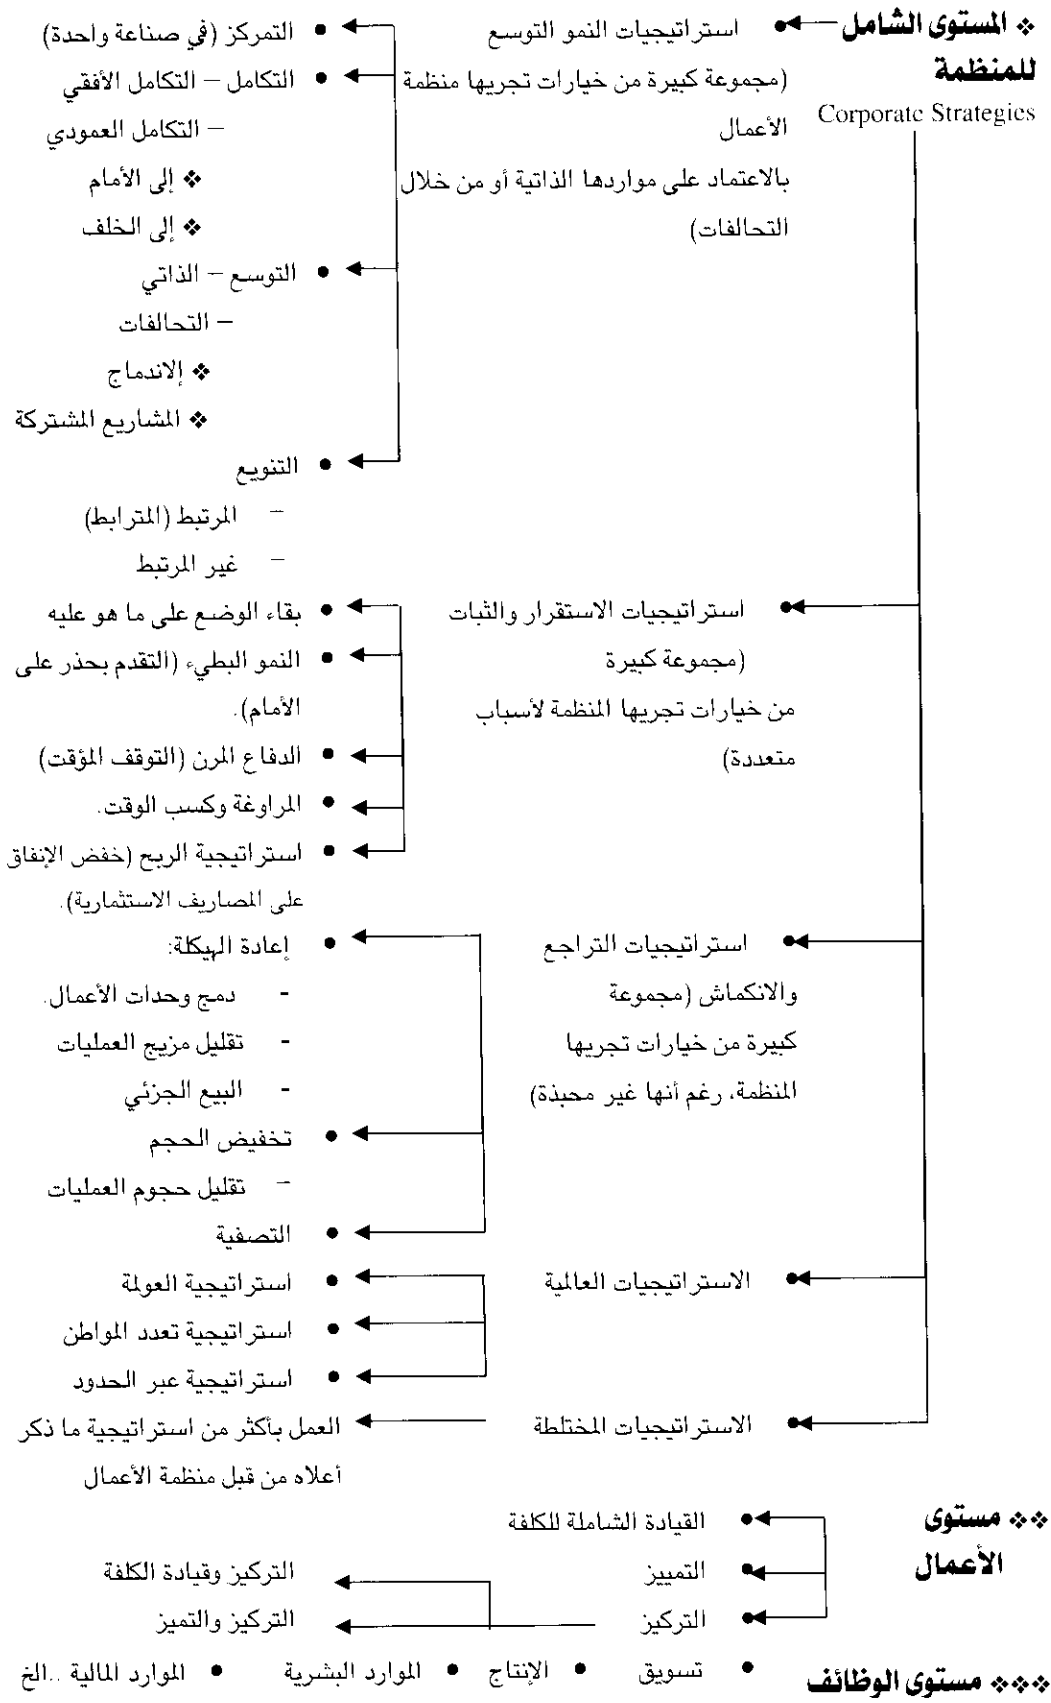 ❖ المستوى الشامل للمنظمة
Corporate Strategies
• استراتيجيات النمو التوسع
(مجموعة كبيرة من خيارات تجريها منظمة
الأعمال
بالاعتماد على مواردها الذاتية أو من خلال
التحالفات)
• التمركز (في صناعة واحدة)
• التكامل – التكامل الأفقي
– التكامل العمودي
❖ إلى الأمام
❖ إلى الخلف
• التوسع – الذاتي
– التحالفات
❖ إلاندماج
❖ المشاريع المشتركة
• التنويع
– المرتبط (المترابط)
– غير المرتبط
• استراتيجيات الاستقرار والثبات
(مجموعة كبيرة
من خيارات تجريها المنظمة لأسباب
متعددة)
• بقاء الوضع على ما هو عليه
• النمو البطيء (التقدم بحذر على
الأمام).
• الدفاع المرن (التوقف المؤقت)
• المراوغة وكسب الوقت.
• استراتيجية الربح (خفض الإنفاق
على المصاريف الاستثمارية).
• استراتيجيات التراجع
والانكماش (مجموعة
كبيرة من خيارات تجريها
المنظمة، رغم أنها غير محبذة)
• إعادة الهيكلة:
- دمج وحدات الأعمال.
- تقليل مزيج العمليات
- البيع الجزئي
• تخفيض الحجم
– تقليل حجوم العمليات
• التصفية
• الاستراتيجيات العالمية
• استراتيجية العولمة
• استراتيجية تعدد المواطن
• استراتيجية عبر الحدود
• الاستراتيجيات المختلطة
العمل بأكثر من استراتيجية ما ذكر
أعلاه من قبل منظمة الأعمال
❖❖ مستوى
الأعمال
• القيادة الشاملة للكلفة
• التمييز
• التركيز
التركيز وقيادة الكلفة
التركيز والتميز
❖❖❖ مستوى الوظائف
• تسويق • الإنتاج • الموارد البشرية • الموارد المالية ..الخ